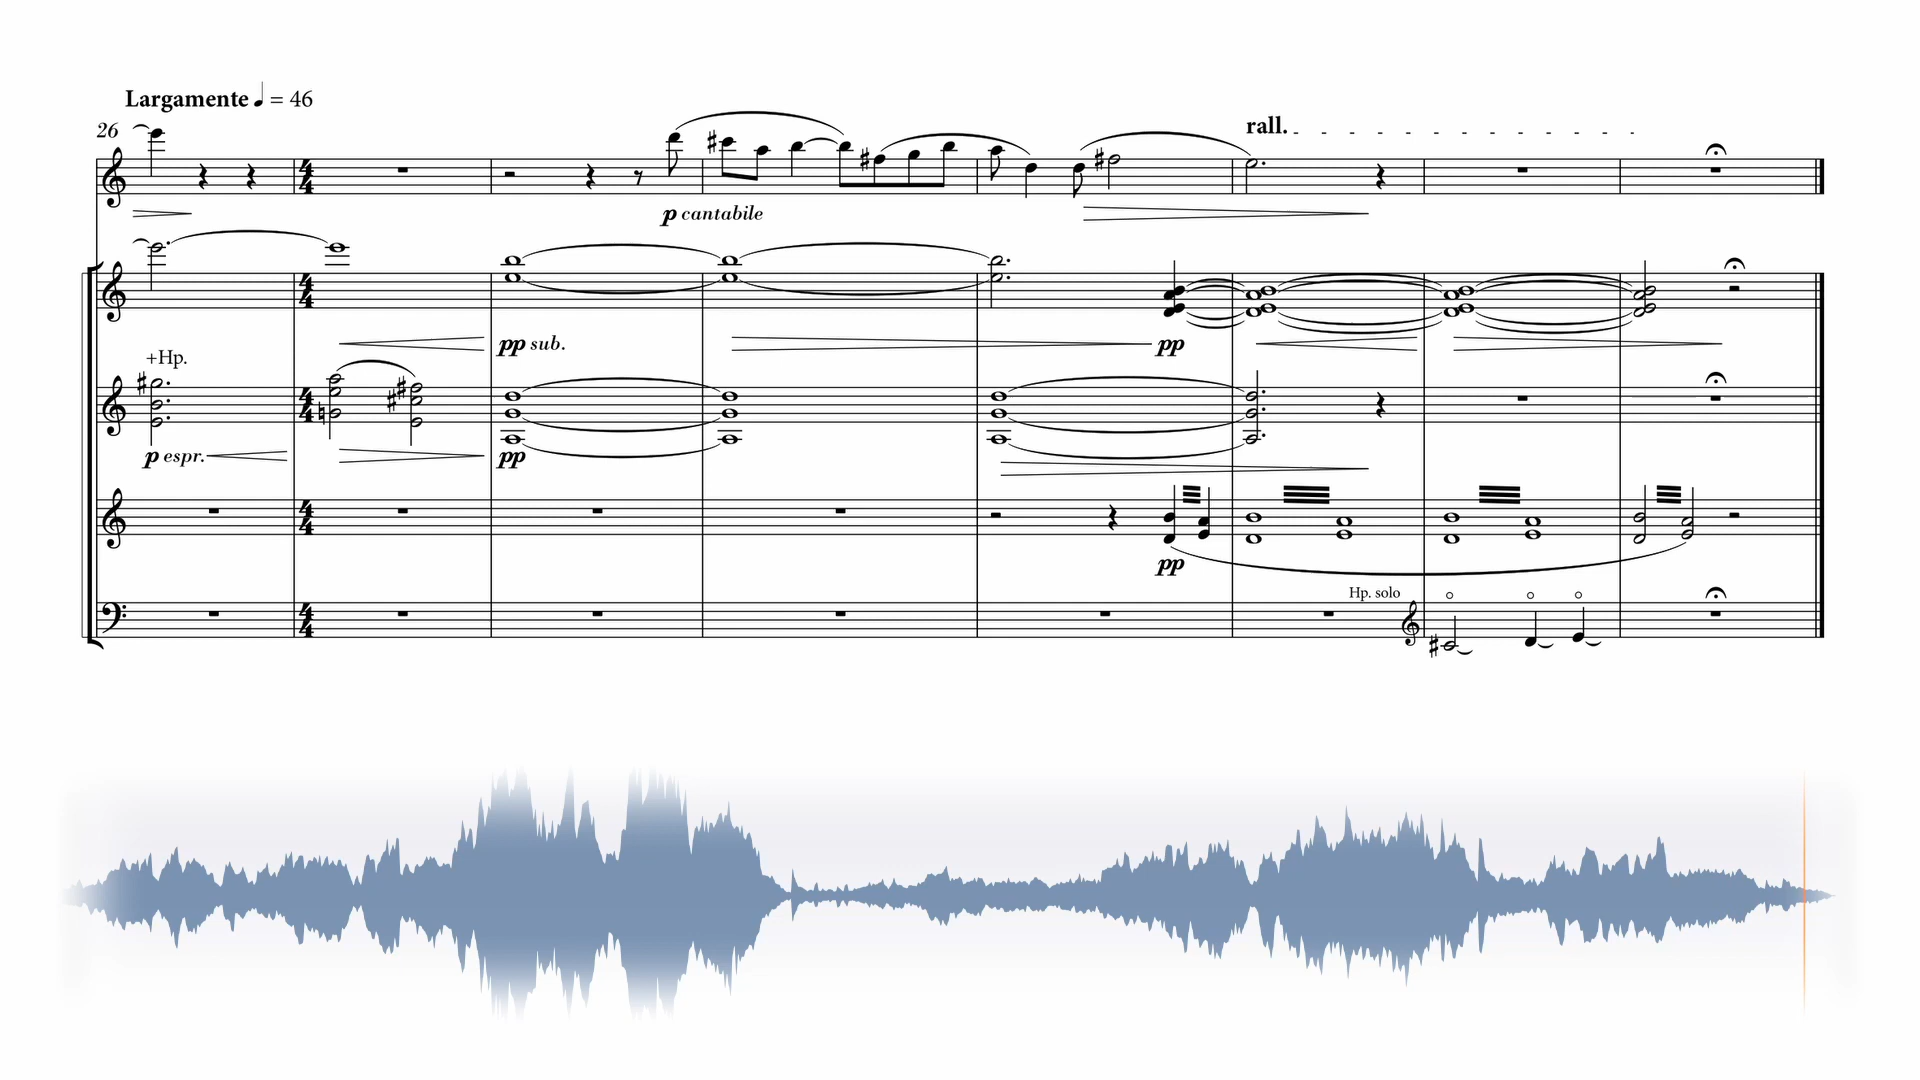 Largamente ♩ = 46
26
rall.
p cantabile
pp sub.
pp
+Hp.
p espr.
pp
pp
Hp. solo